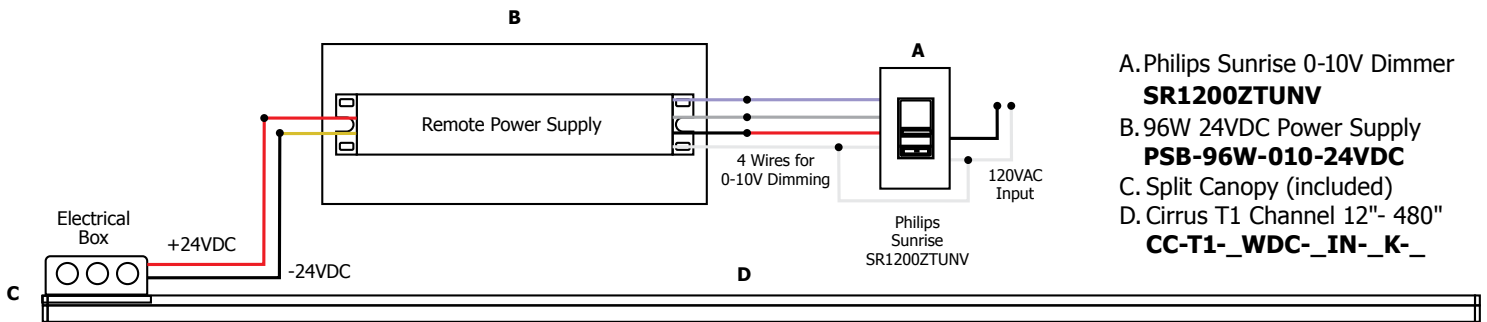 B
Remote Power Supply
A
4 Wires for
0-10V Dimming
120VAC
Input
Philips
Sunrise
SR1200ZTUNV
Electrical
Box
+24VDC
-24VDC
C
D
A. Philips Sunrise 0-10V Dimmer
SR1200ZTUNV
B. 96W 24VDC Power Supply
PSB-96W-010-24VDC
C. Split Canopy (included)
D. Cirrus T1 Channel 12"- 480"
CC-T1-_WDC-_IN-_K-_